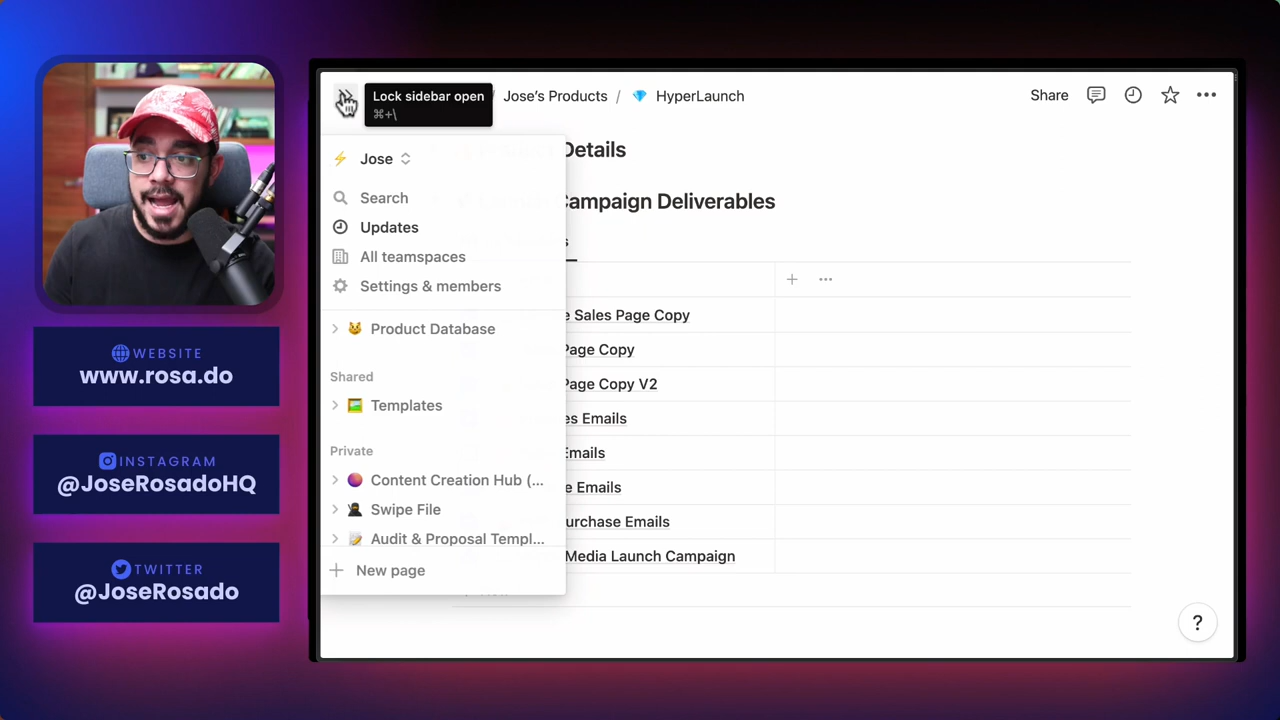 WEBSITE
www.rosa.do
INSTAGRAM
@JoseRosadoHQ
TWITTER
@JoseRosado
Lock sidebar open
⌘+\
/ Jose's Products / HyperLaunch
Share
Jose
Search
Updates
All teamspaces
Settings & members
Product Database
Shared
Templates
Private
Content Creation Hub (...
Swipe File
Audit & Proposal Templ...
New page
Details
Campaign Deliverables
Sales Page Copy
Page Copy
Page Copy V2
Emails
Emails
Emails
Emails
Media Launch Campaign
?